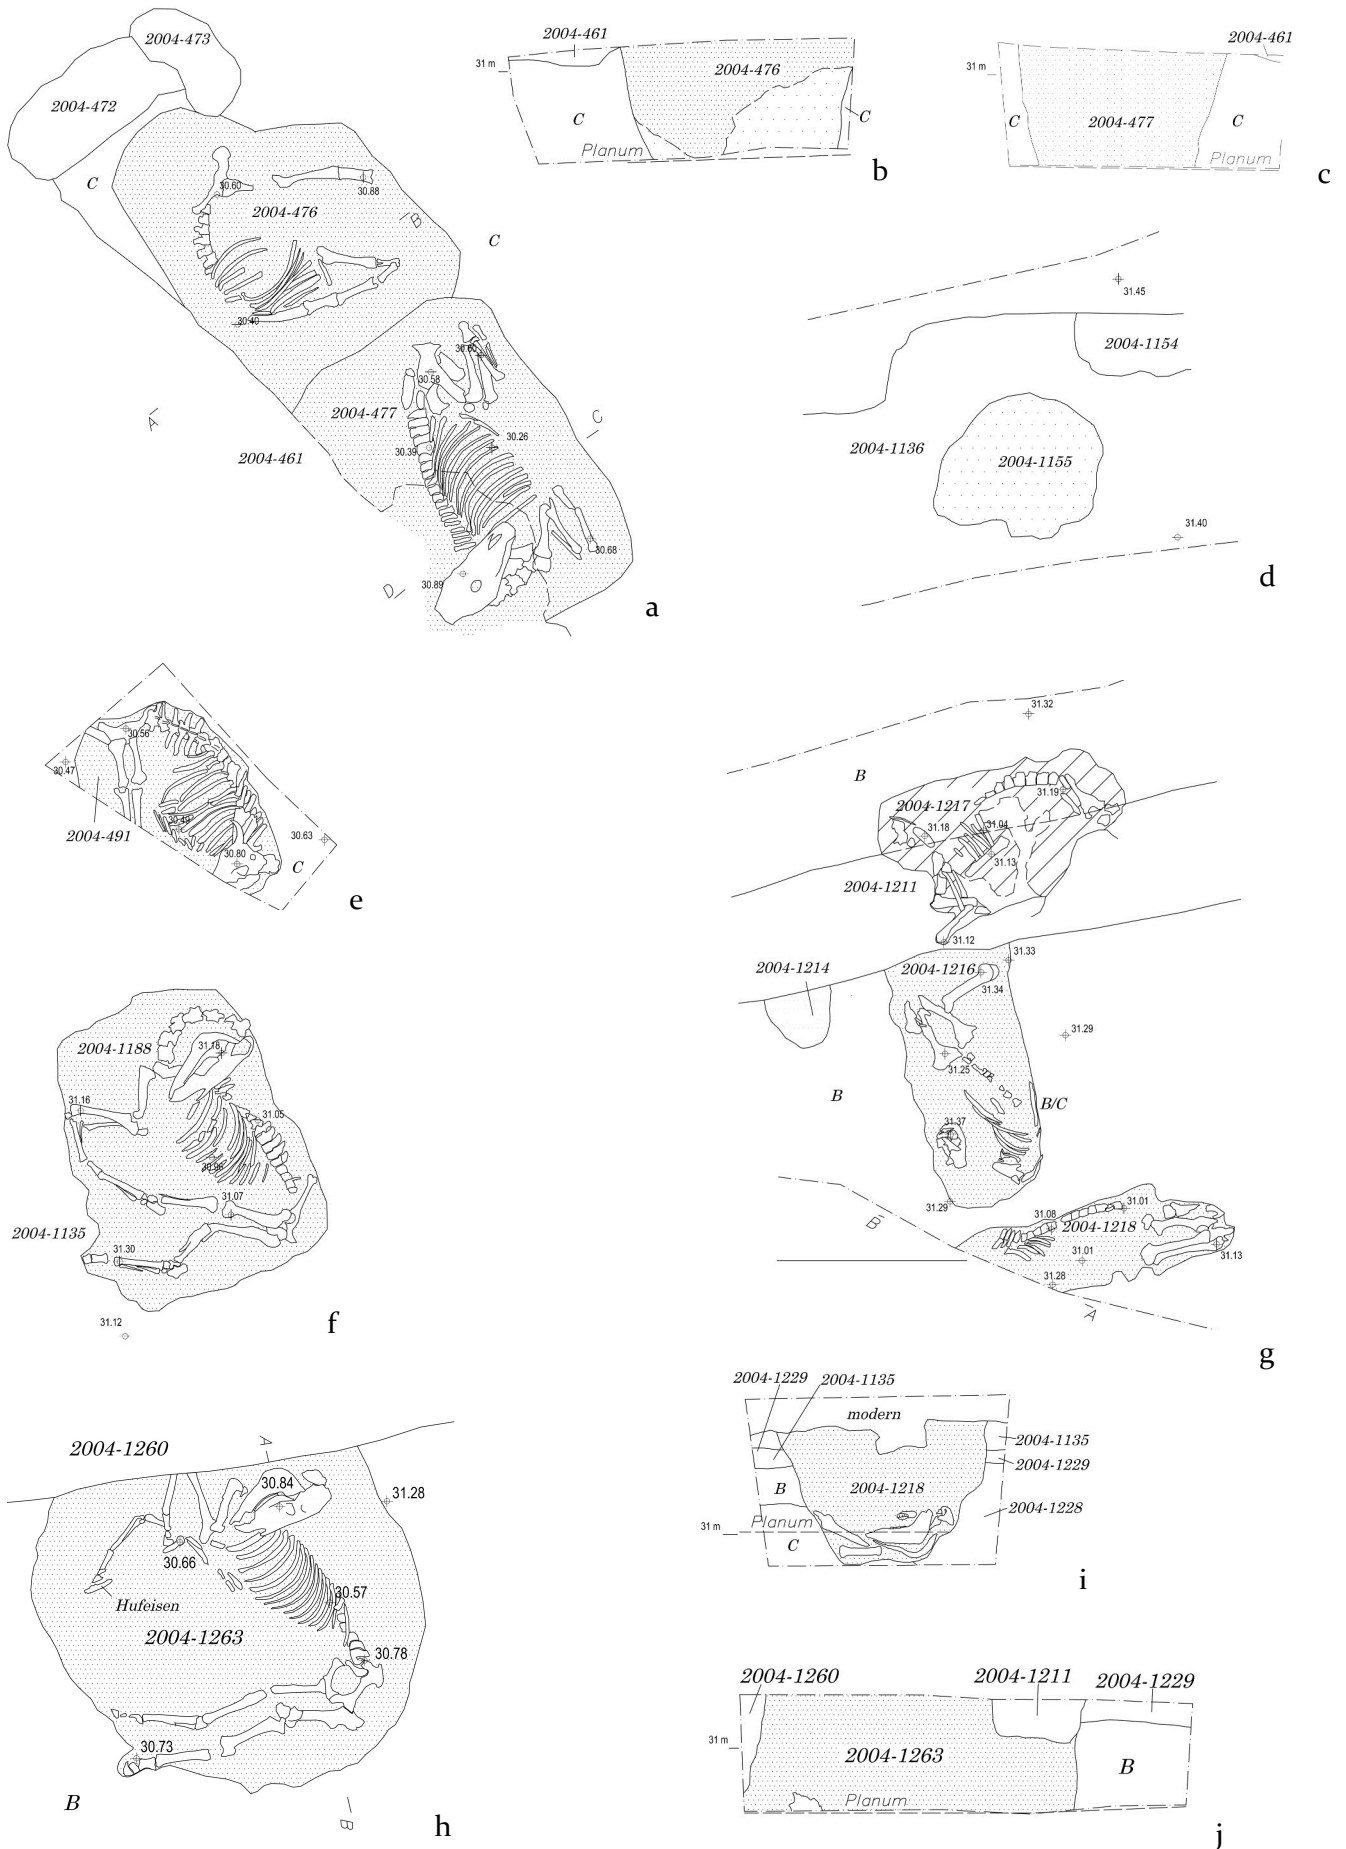 2004-473
2004-472
C
30.60
30.88
2004-476
B
C
30.40
30.60
30.58
2004-477
C
30.26
30.39
A
2004-461
30.68
D
30.89
a
2004-461
31 m
2004-476
C
C
Planum
b
2004-461
31 m
C
2004-477
C
Planum
c
31.45
2004-1154
2004-1136
2004-1155
31.40
d
30.56
30.47
30.49
2004-491
30.63
30.80
C
e
2004-1188
31.18
31.16
31.05
30.96
31.07
2004-1135
31.30
31.12
f
31.32
B
31.19
2004-1217
31.18
31.04
31.13
2004-1211
31.12
31.33
2004-1214
2004-1216
31.34
31.29
31.25
B
B/C
31.37
31.29
31.01
B
31.08
2004-1218
31.01
31.13
31.28
A
g
2004-1260
A
30.84
31.28
30.66
30.57
Hufeisen
2004-1263
30.78
30.73
B
B
h
2004-1229
2004-1135
modern
2004-1135
2004-1229
B
2004-1218
2004-1228
Planum
31 m
C
i
2004-1260
2004-1211
2004-1229
31 m
2004-1263
B
Planum
j